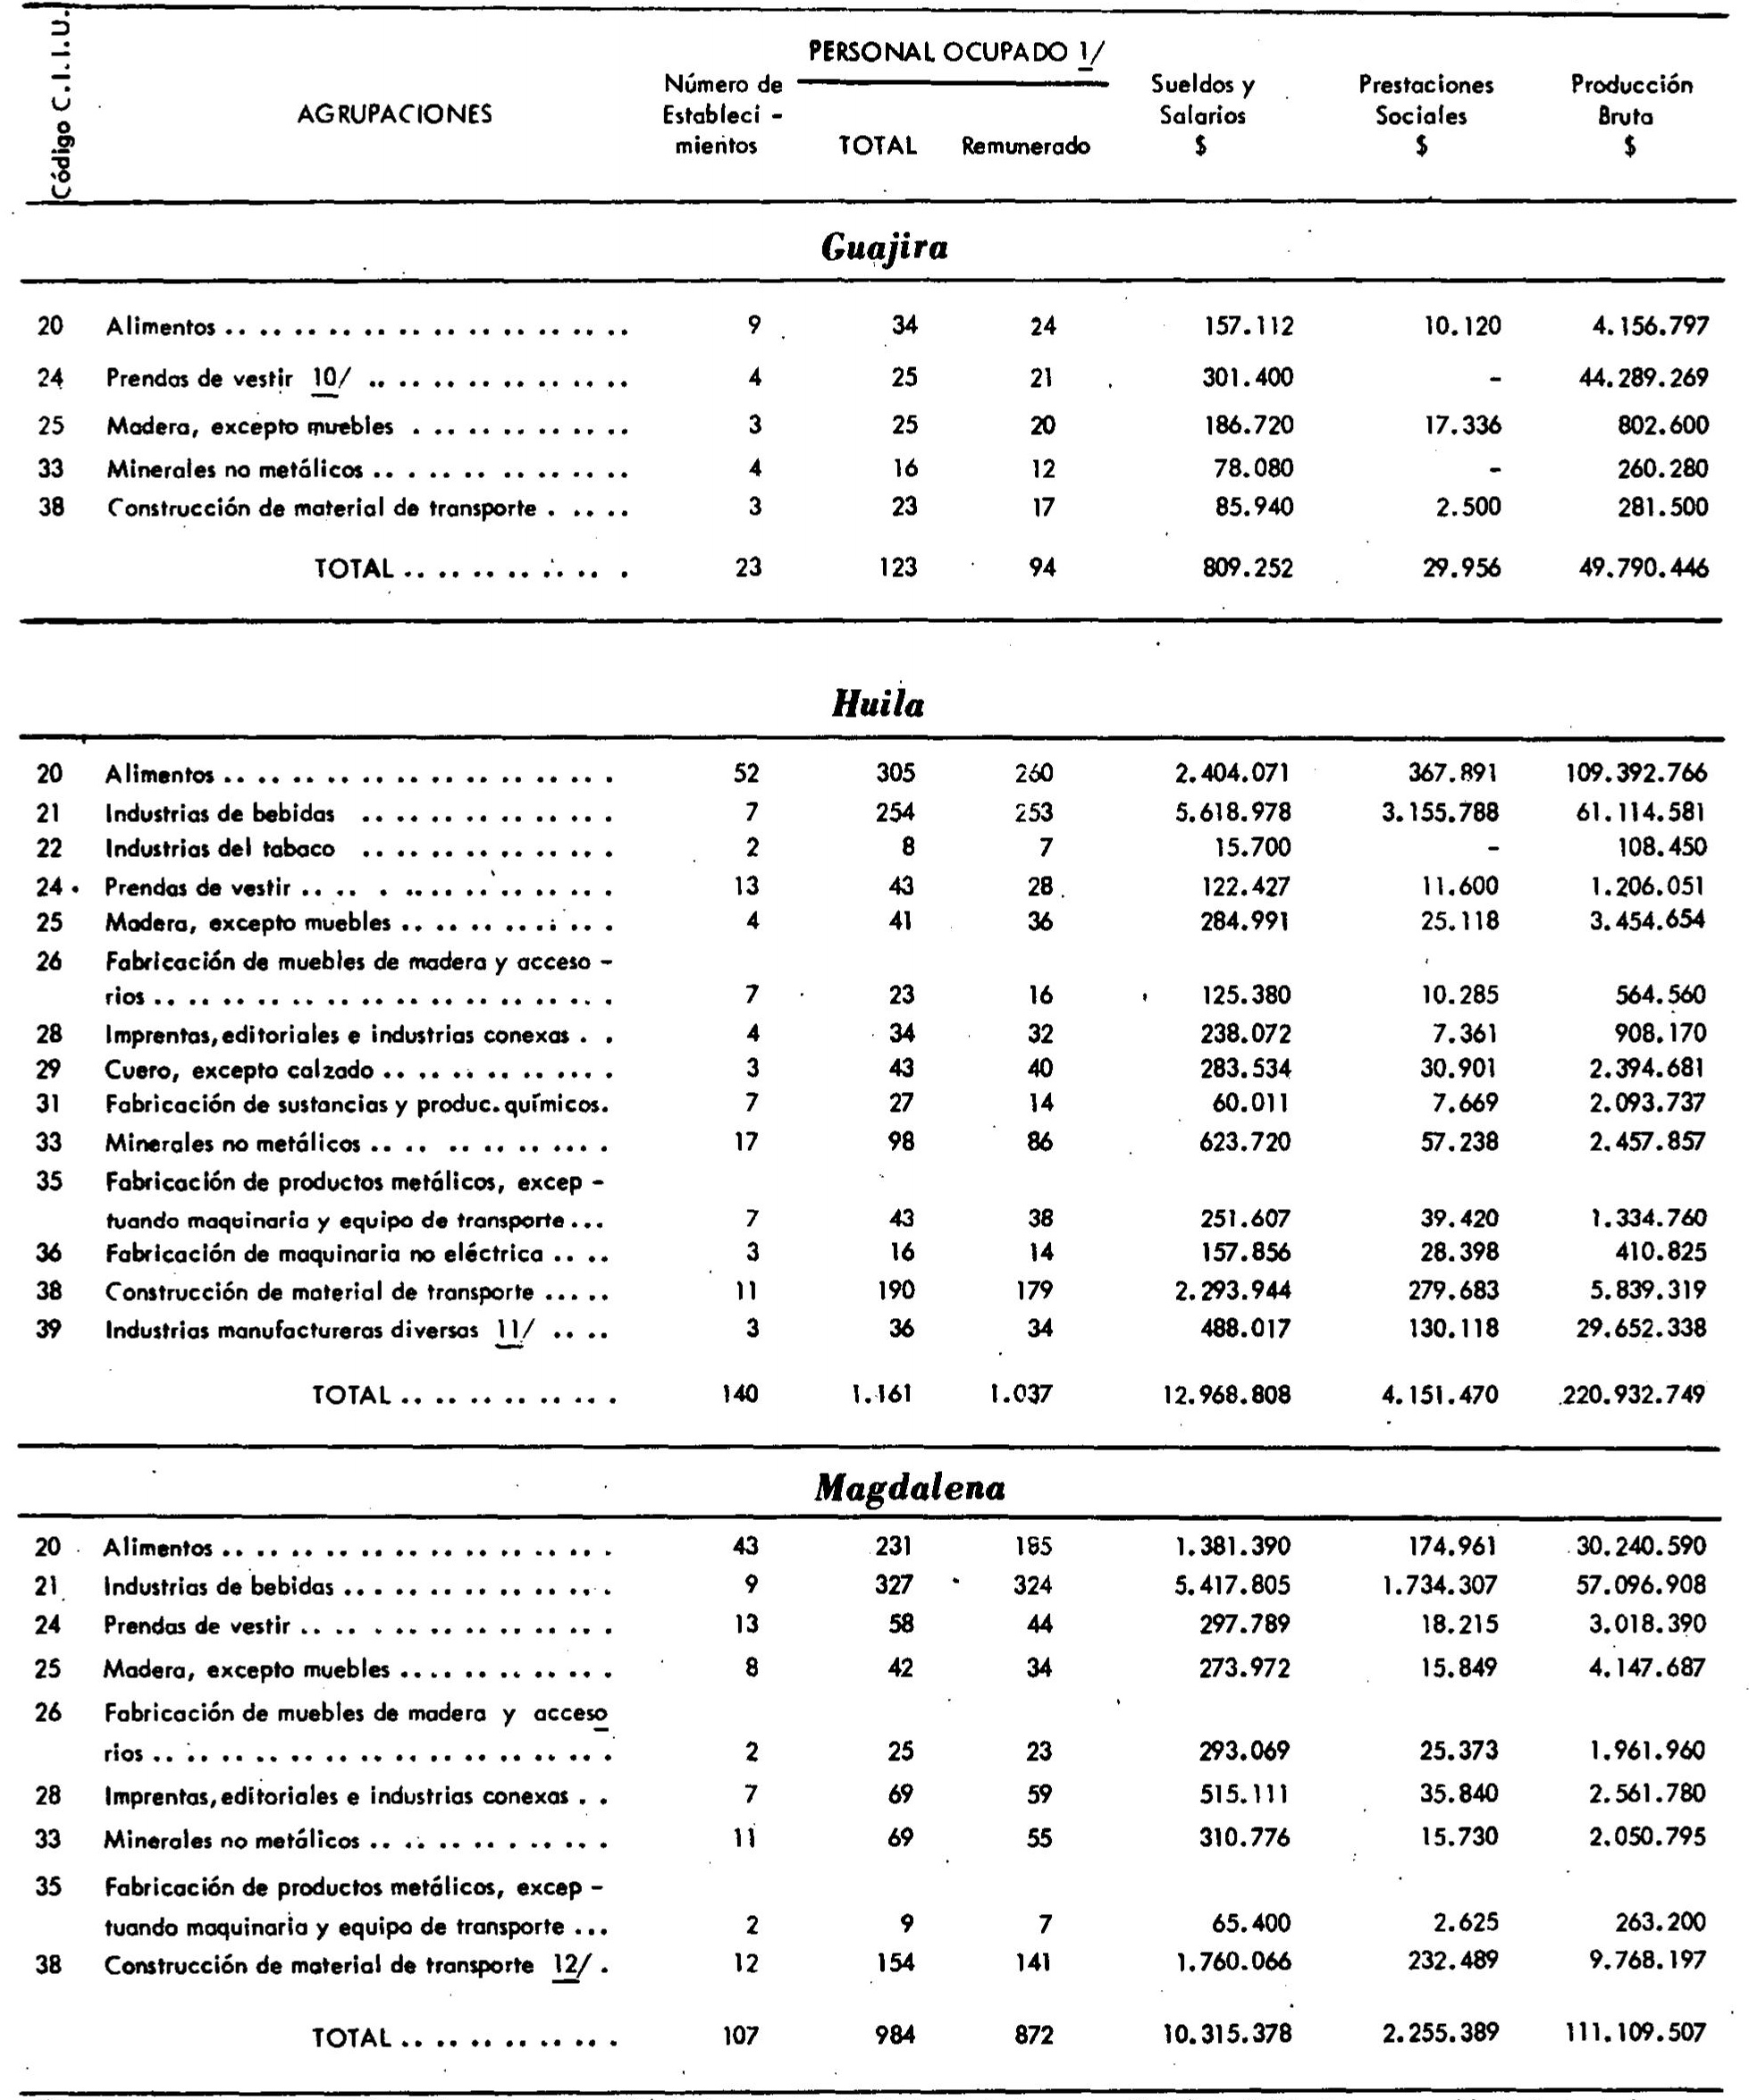 Código C.I.I.U.
AGRUPACIONES
Número de
Estableci -
mientos
PERSONAL OCUPADO 1/
TOTAL Remunerado
Sueldos y
Salarios
$
Prestaciones
Sociales
$
Producción
Bruta
$
Guajira
20 Alimentos .. .. .. .. .. .. .. .. .. .. .. .. 9 34 24 157.112 10.120 4.156.797
24 Prendas de vestir 10/ .. .. .. .. .. .. .. .. 4 25 21 301.400 - 44.289.269
25 Madera, excepto muebles . .. .. .. .. .. .. 3 25 20 186.720 17.336 802.600
33 Minerales no metálicos .. .. .. .. .. .. .. .. 4 16 12 78.080 - 260.280
38 Construcción de material de transporte . .. .. 3 23 17 85.940 2.500 281.500
TOTAL .. .. .. .. .. .. . 23 123 94 809.252 29.956 49.790.446
Huila
20 Alimentos .. .. .. .. .. .. .. .. .. .. .. . 52 305 260 2.404.071 367.891 109.392.766
21 Industrias de bebidas .. .. .. .. .. .. .. . 7 254 253 5.618.978 3.155.788 61.114.581
22 Industrias del tabaco .. .. .. .. .. .. .. . 2 8 7 15.700 - 108.450
24 Prendas de vestir .. .. . .. .. .. .. .. .. . 13 43 28 122.427 11.600 1.206.051
25 Madera, excepto muebles .. .. .. .. .. .. . 4 41 36 284.991 25.118 3.454.654
26 Fabricación de muebles de madera y acceso -
rios .. .. .. .. .. .. .. .. .. .. .. .. .. . 7 23 16 125.380 10.285 564.560
28 Imprentas,editoriales e industrias conexas . . 4 34 32 238.072 7.361 908.170
29 Cuero, excepto calzado .. .. .. .. .. .. . 3 43 40 283.534 30.901 2.394.681
31 Fabricación de sustancias y produc.químicos. 7 27 14 60.011 7.669 2.093.737
33 Minerales no metálicos .. .. .. .. .. .. .. 17 98 86 623.720 57.238 2.457.857
35 Fabricación de productos metálicos, excep -
tuando maquinaria y equipo de transporte ... 7 43 38 251.607 39.420 1.334.760
36 Fabricación de maquinaria no eléctrica .. .. 3 16 14 157.856 28.398 410.825
38 Construcción de material de transporte .. ... 11 190 179 2.293.944 279.683 5.839.319
39 Industrias manufactureras diversas 11/ .. .. 3 36 34 488.017 130.118 29.652.338
TOTAL .. .. .. .. .. .. . 140 1.161 1.037 12.968.808 4.151.470 220.932.749
Magdalena
20 Alimentos .. .. .. .. .. .. .. .. .. .. .. . 43 231 185 1.381.390 174.961 30.240.590
21 Industrias de bebidas .. .. .. .. .. .. .. . 9 327 324 5.417.805 1.734.307 57.096.908
24 Prendas de vestir .. .. . .. .. .. .. .. .. . 13 58 44 297.789 18.215 3.018.390
25 Madera, excepto muebles .. .. .. .. .. .. . 8 42 34 273.972 15.849 4.147.687
26 Fabricación de muebles de madera y acceso
rios .. .. .. .. .. .. .. .. .. .. .. .. .. . 2 25 23 293.069 25.373 1.961.960
28 Imprentas,editoriales e industrias conexas . . 7 69 59 515.111 35.840 2.561.780
33 Minerales no metálicos .. .. .. .. .. .. .. 11 69 55 310.776 15.730 2.050.795
35 Fabricación de productos metálicos, excep -
tuando maquinaria y equipo de transporte ... 2 9 7 65.400 2.625 263.200
38 Construcción de material de transporte 12/ . 12 154 141 1.760.066 232.489 9.768.197
TOTAL .. .. .. .. .. .. . 107 984 872 10.315.378 2.255.389 111.109.507